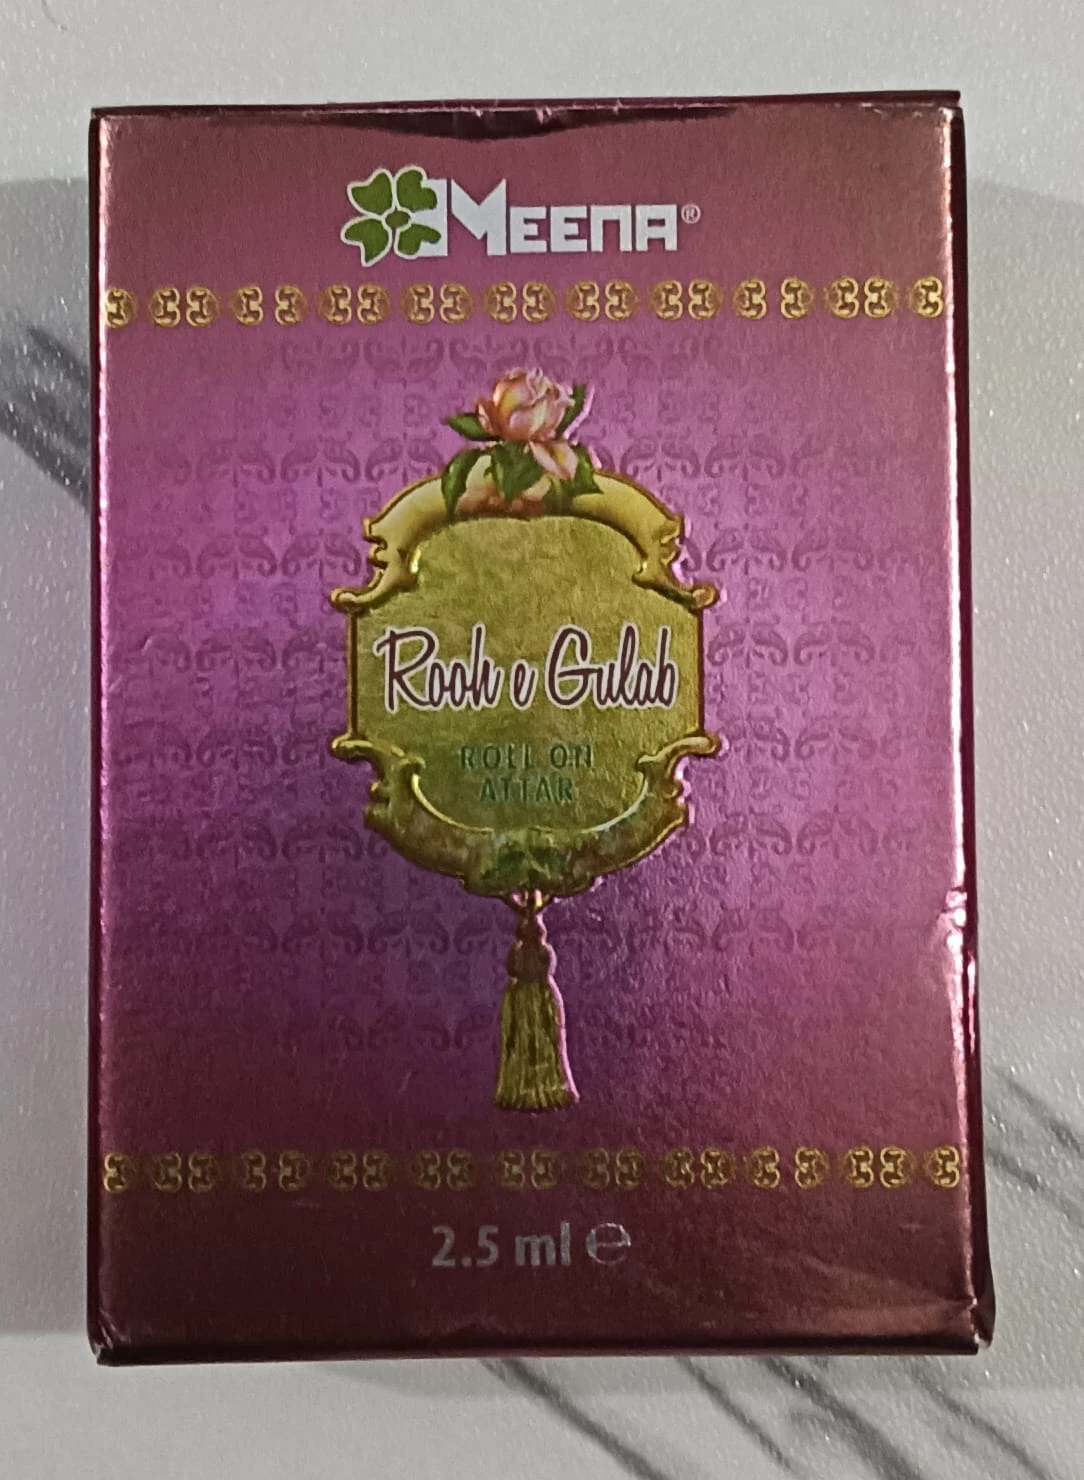 MEENA®
Rooh e Gulab
ROLL ON
ATTAR
2.5 ml ℮